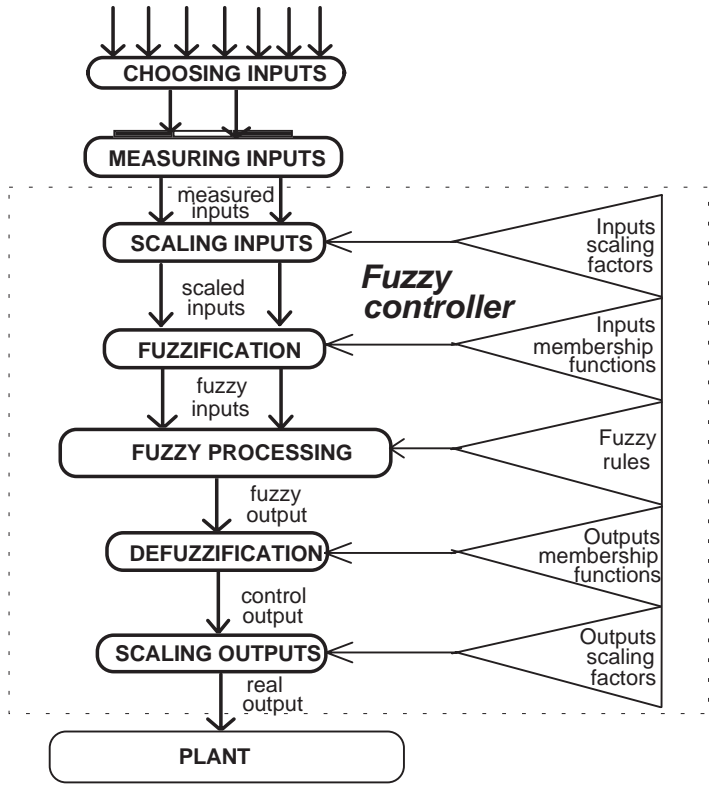 CHOOSING INPUTS
MEASURING INPUTS
measured
inputs
SCALING INPUTS
Inputs
scaling
factors
scaled
inputs
Fuzzy
controller
FUZZIFICATION
Inputs
membership
functions
fuzzy
inputs
FUZZY PROCESSING
Fuzzy
rules
fuzzy
output
DEFUZZIFICATION
Outputs
membership
functions
control
output
SCALING OUTPUTS
Outputs
scaling
factors
real
output
PLANT